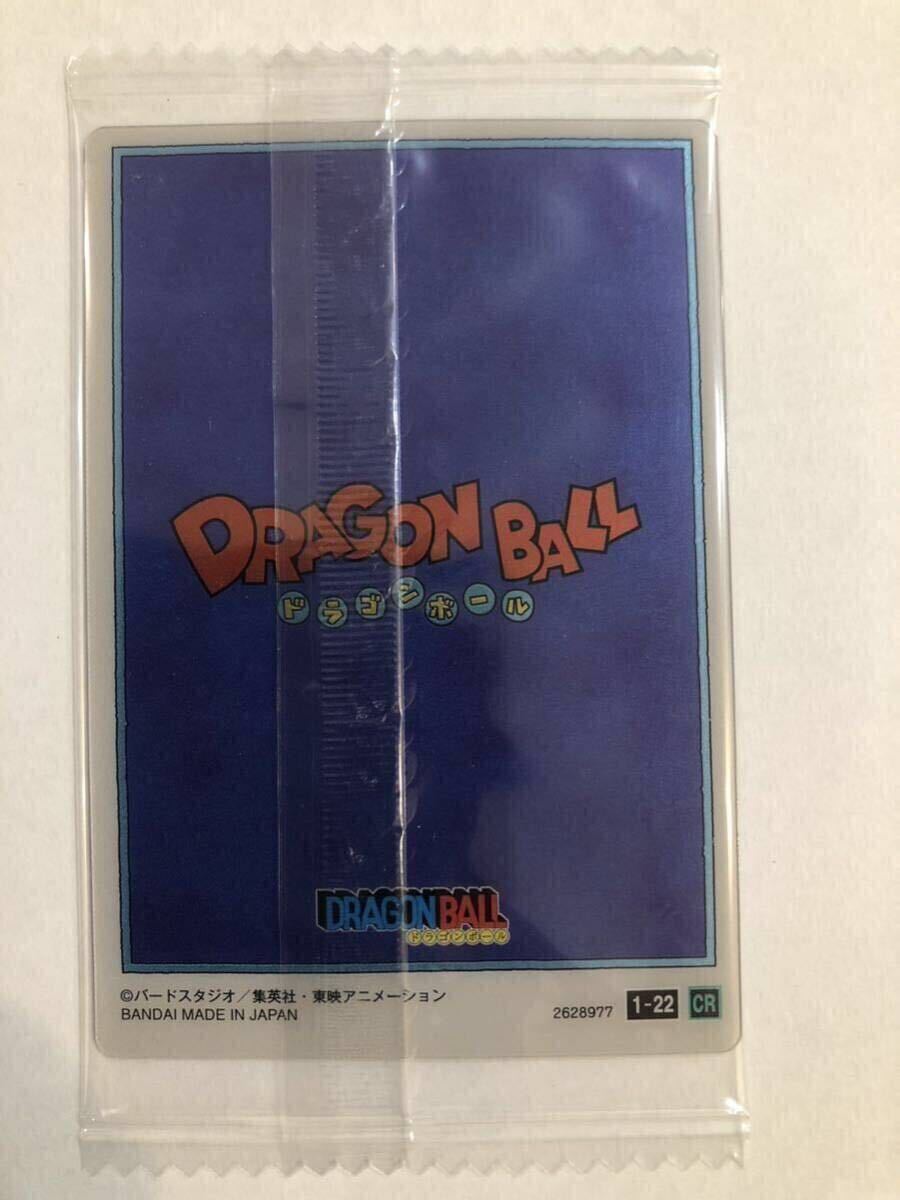 DRAGON BALL
ドラゴンボール
DRAGONBALL
ドラゴンボール
©バードスタジオ／集英社・東映アニメーション
BANDAI MADE IN JAPAN
2628977 1-22 CR